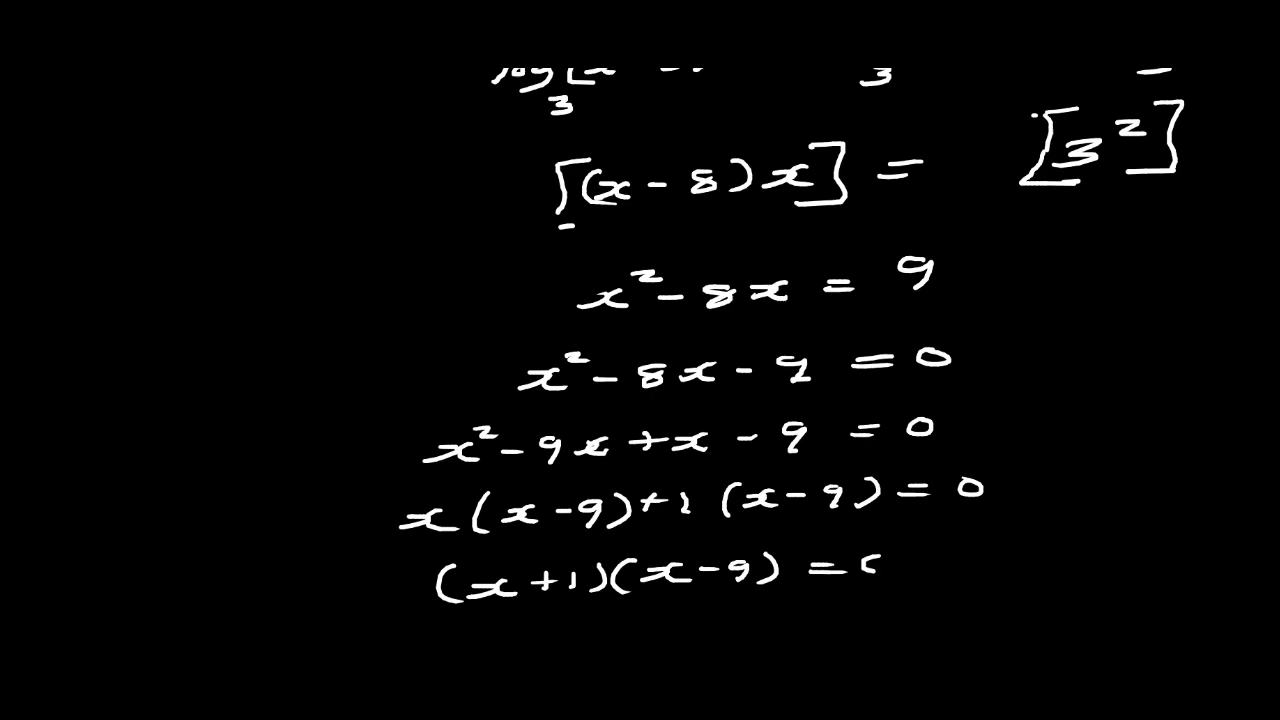 3 3
[(x - 8) x] = [3²]
x² - 8x = 9
x² - 8x - 9 = 0
x² - 9x + x - 9 = 0
x(x - 9) + 1(x - 9) = 0
(x + 1)(x - 9) =